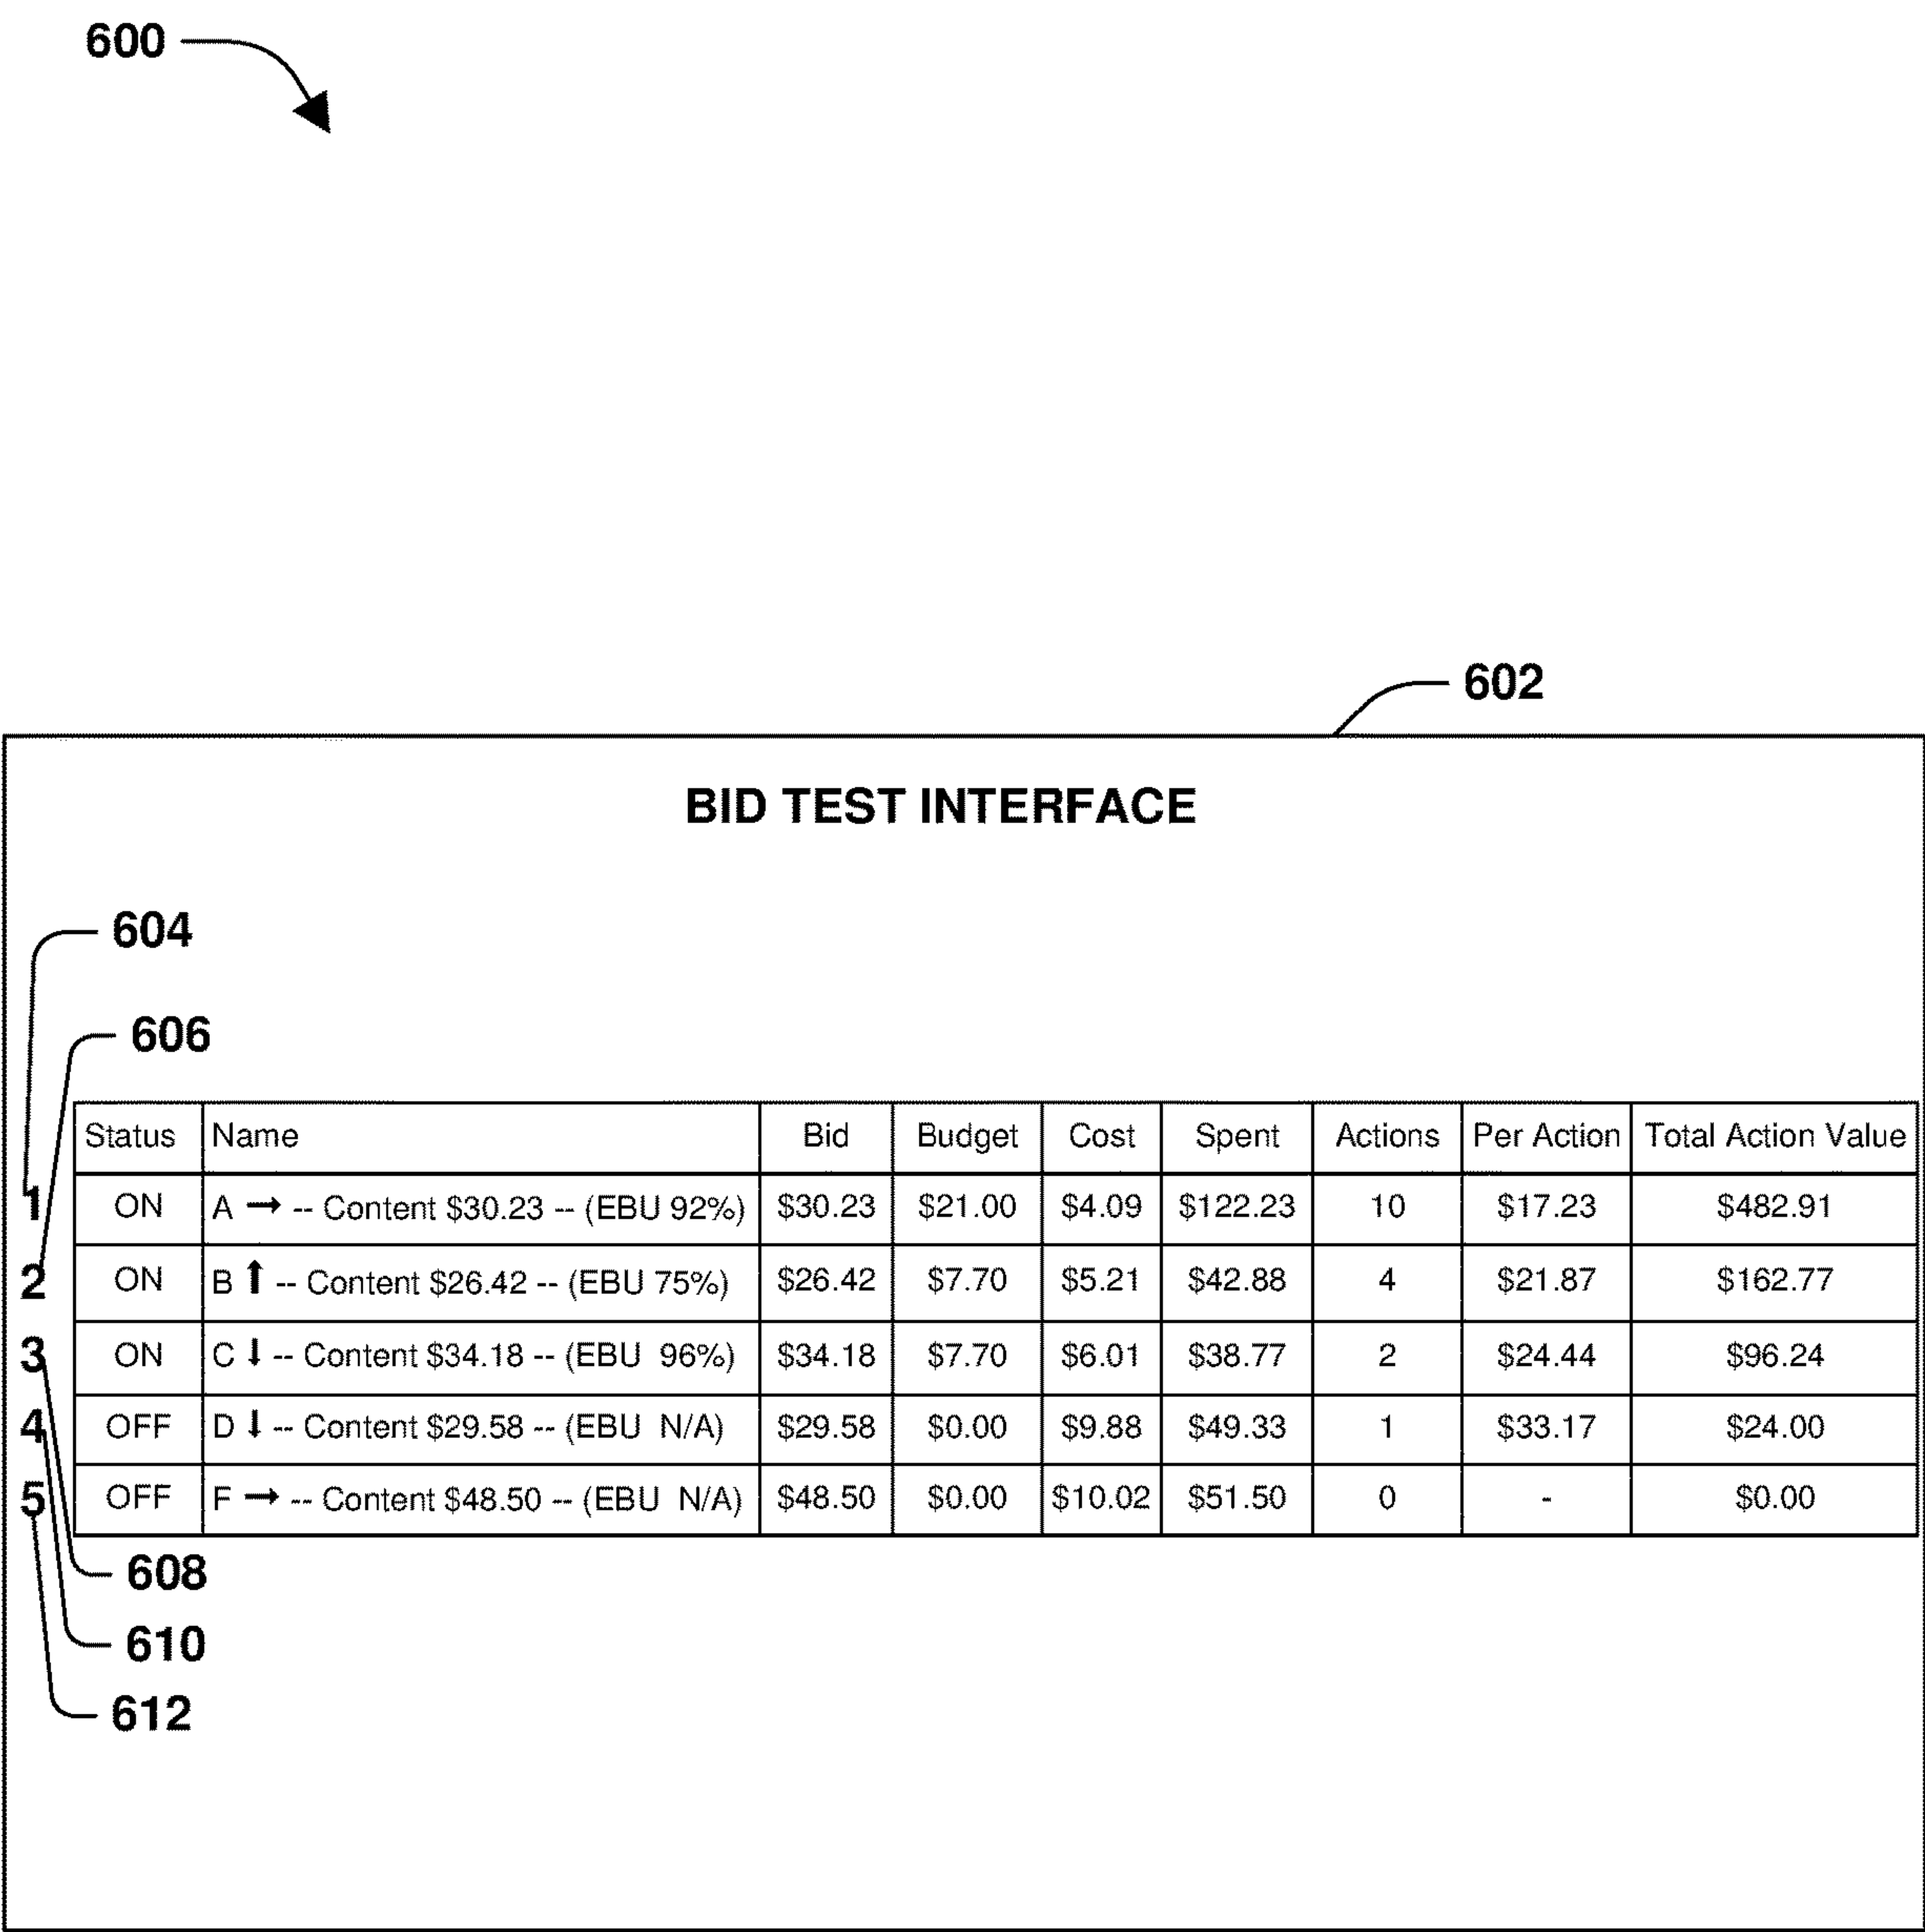 600
602
BID TEST INTERFACE
604
606
Status Name Bid Budget Cost Spent Actions Per Action Total Action Value
1 ON A → -- Content $30.23 -- (EBU 92%) $30.23 $21.00 $4.09 $122.23 10 $17.23 $482.91
2 ON B ⬆ -- Content $26.42 -- (EBU 75%) $26.42 $7.70 $5.21 $42.88 4 $21.87 $162.77
3 ON C ⬇ -- Content $34.18 -- (EBU 96%) $34.18 $7.70 $6.01 $38.77 2 $24.44 $96.24
4 OFF D ⬇ -- Content $29.58 -- (EBU N/A) $29.58 $0.00 $9.88 $49.33 1 $33.17 $24.00
5 OFF F → -- Content $48.50 -- (EBU N/A) $48.50 $0.00 $10.02 $51.50 0 - $0.00
608
610
612